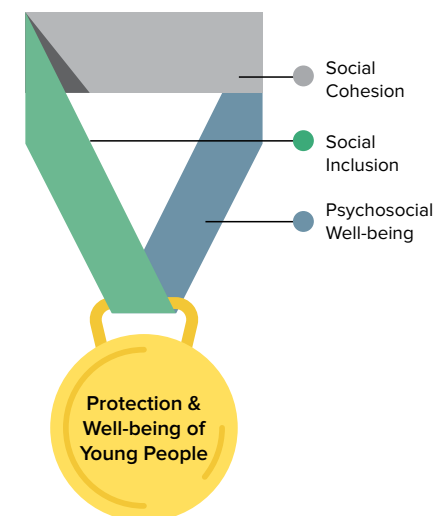 Social
Cohesion
Social
Inclusion
Psychosocial
Well-being
Protection &
Well-being of
Young People